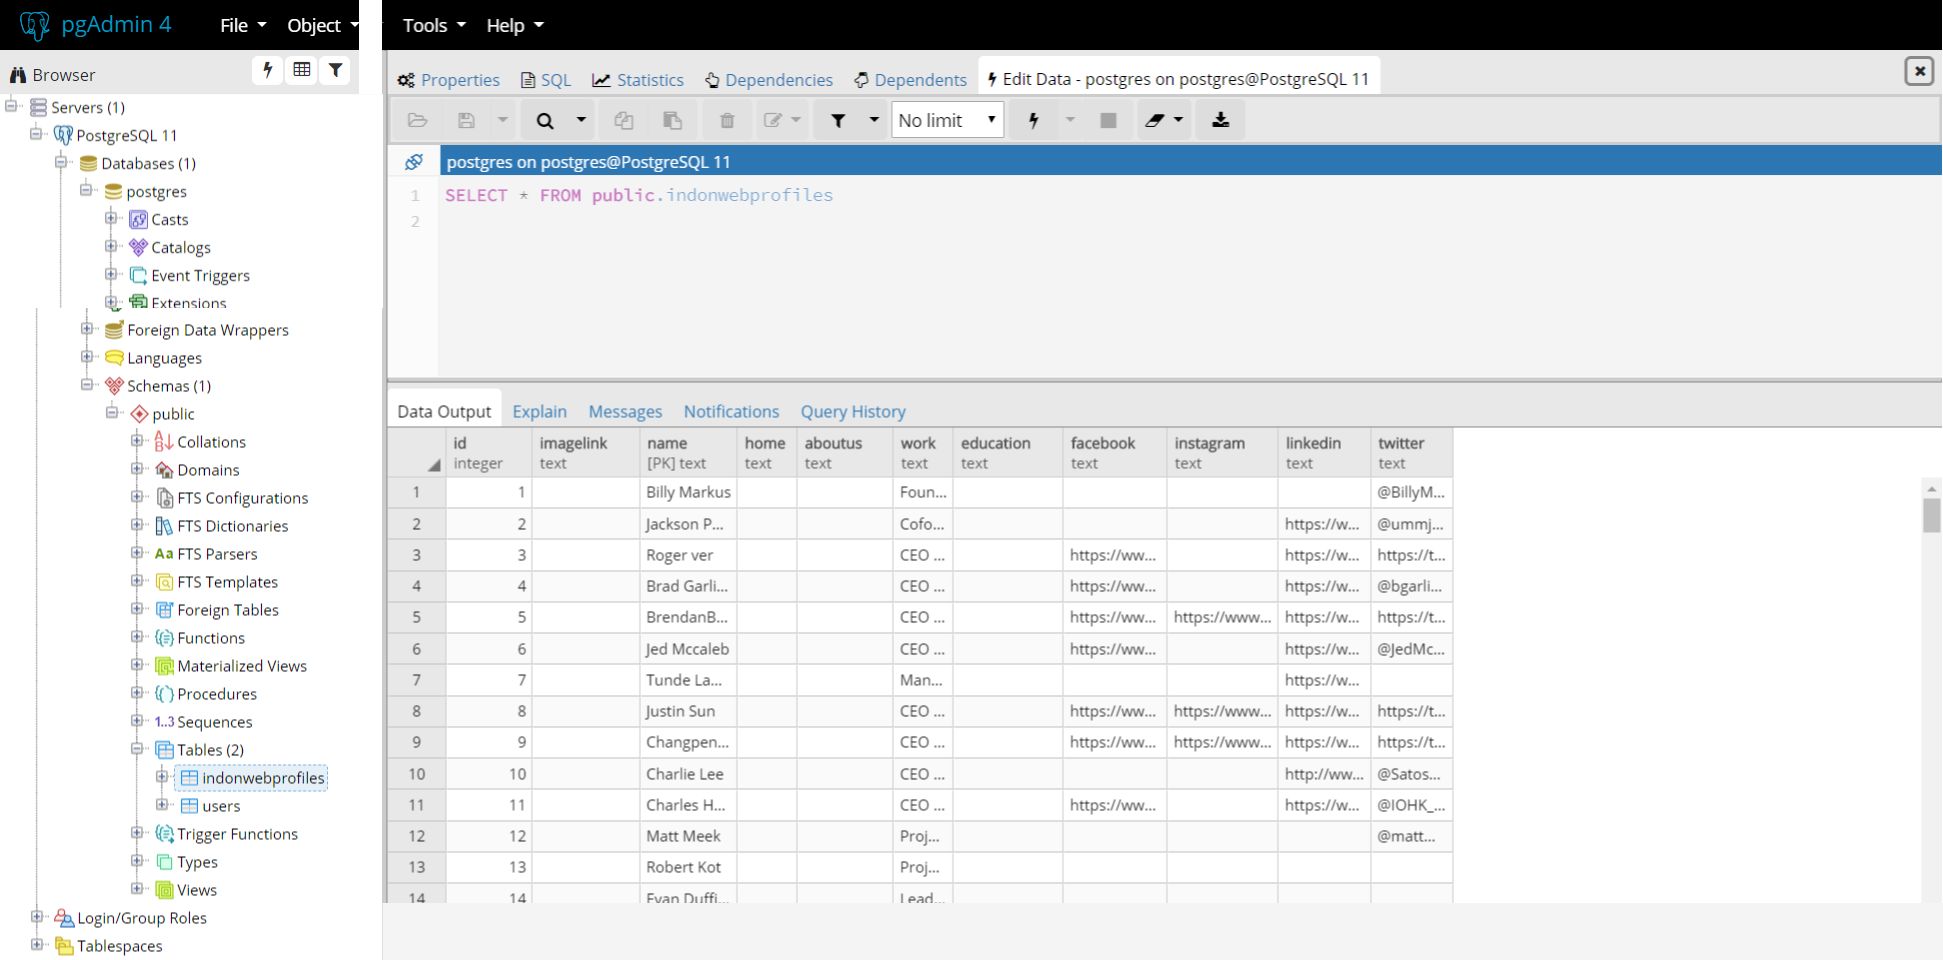 pgAdmin 4 File Object Tools Help
Browser
Servers (1)
PostgreSQL 11
Databases (1)
postgres
Casts
Catalogs
Event Triggers
Extensions
Foreign Data Wrappers
Languages
Schemas (1)
public
Collations
Domains
FTS Configurations
FTS Dictionaries
Aa FTS Parsers
FTS Templates
Foreign Tables
Functions
Materialized Views
Procedures
1..3 Sequences
Tables (2)
indonwebprofiles
users
Trigger Functions
Types
Views
Login/Group Roles
Tablespaces
Properties SQL Statistics Dependencies Dependents Edit Data - postgres on postgres@PostgreSQL 11
No limit
postgres on postgres@PostgreSQL 11
1 SELECT * FROM public.indonwebprofiles
2
Data Output Explain Messages Notifications Query History
id imagelink name home aboutus work education facebook instagram linkedin twitter
integer text [PK] text text text text text text text text text
1 1 Billy Markus Foun... @BillyM...
2 2 Jackson P... Cofo... https://w... @ummj...
3 3 Roger ver CEO ... https://ww... https://w... https://t...
4 4 Brad Garli... CEO ... https://ww... https://w... @bgarli...
5 5 BrendanB... CEO ... https://ww... https://www... https://w... https://t...
6 6 Jed Mccaleb CEO ... https://ww... https://w... @JedMc...
7 7 Tunde La... Man... https://w...
8 8 Justin Sun CEO ... https://ww... https://www... https://w... https://t...
9 9 Changpen... CEO ... https://ww... https://www... https://w... https://t...
10 10 Charlie Lee CEO ... http://ww... @Satos...
11 11 Charles H... CEO ... https://ww... https://w... @IOHK_...
12 12 Matt Meek Proj... @matt...
13 13 Robert Kot Proj...
14 14 Evan Duffi... Lead...